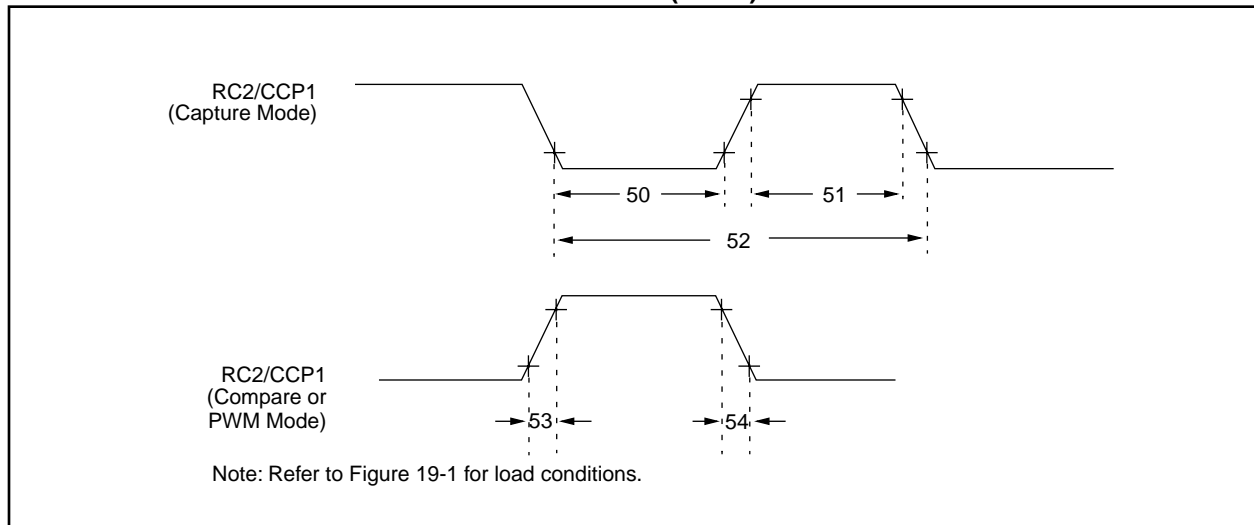 RC2/CCP1
(Capture Mode)
50
51
52
RC2/CCP1
(Compare or
PWM Mode)
53
54
Note: Refer to Figure 19-1 for load conditions.